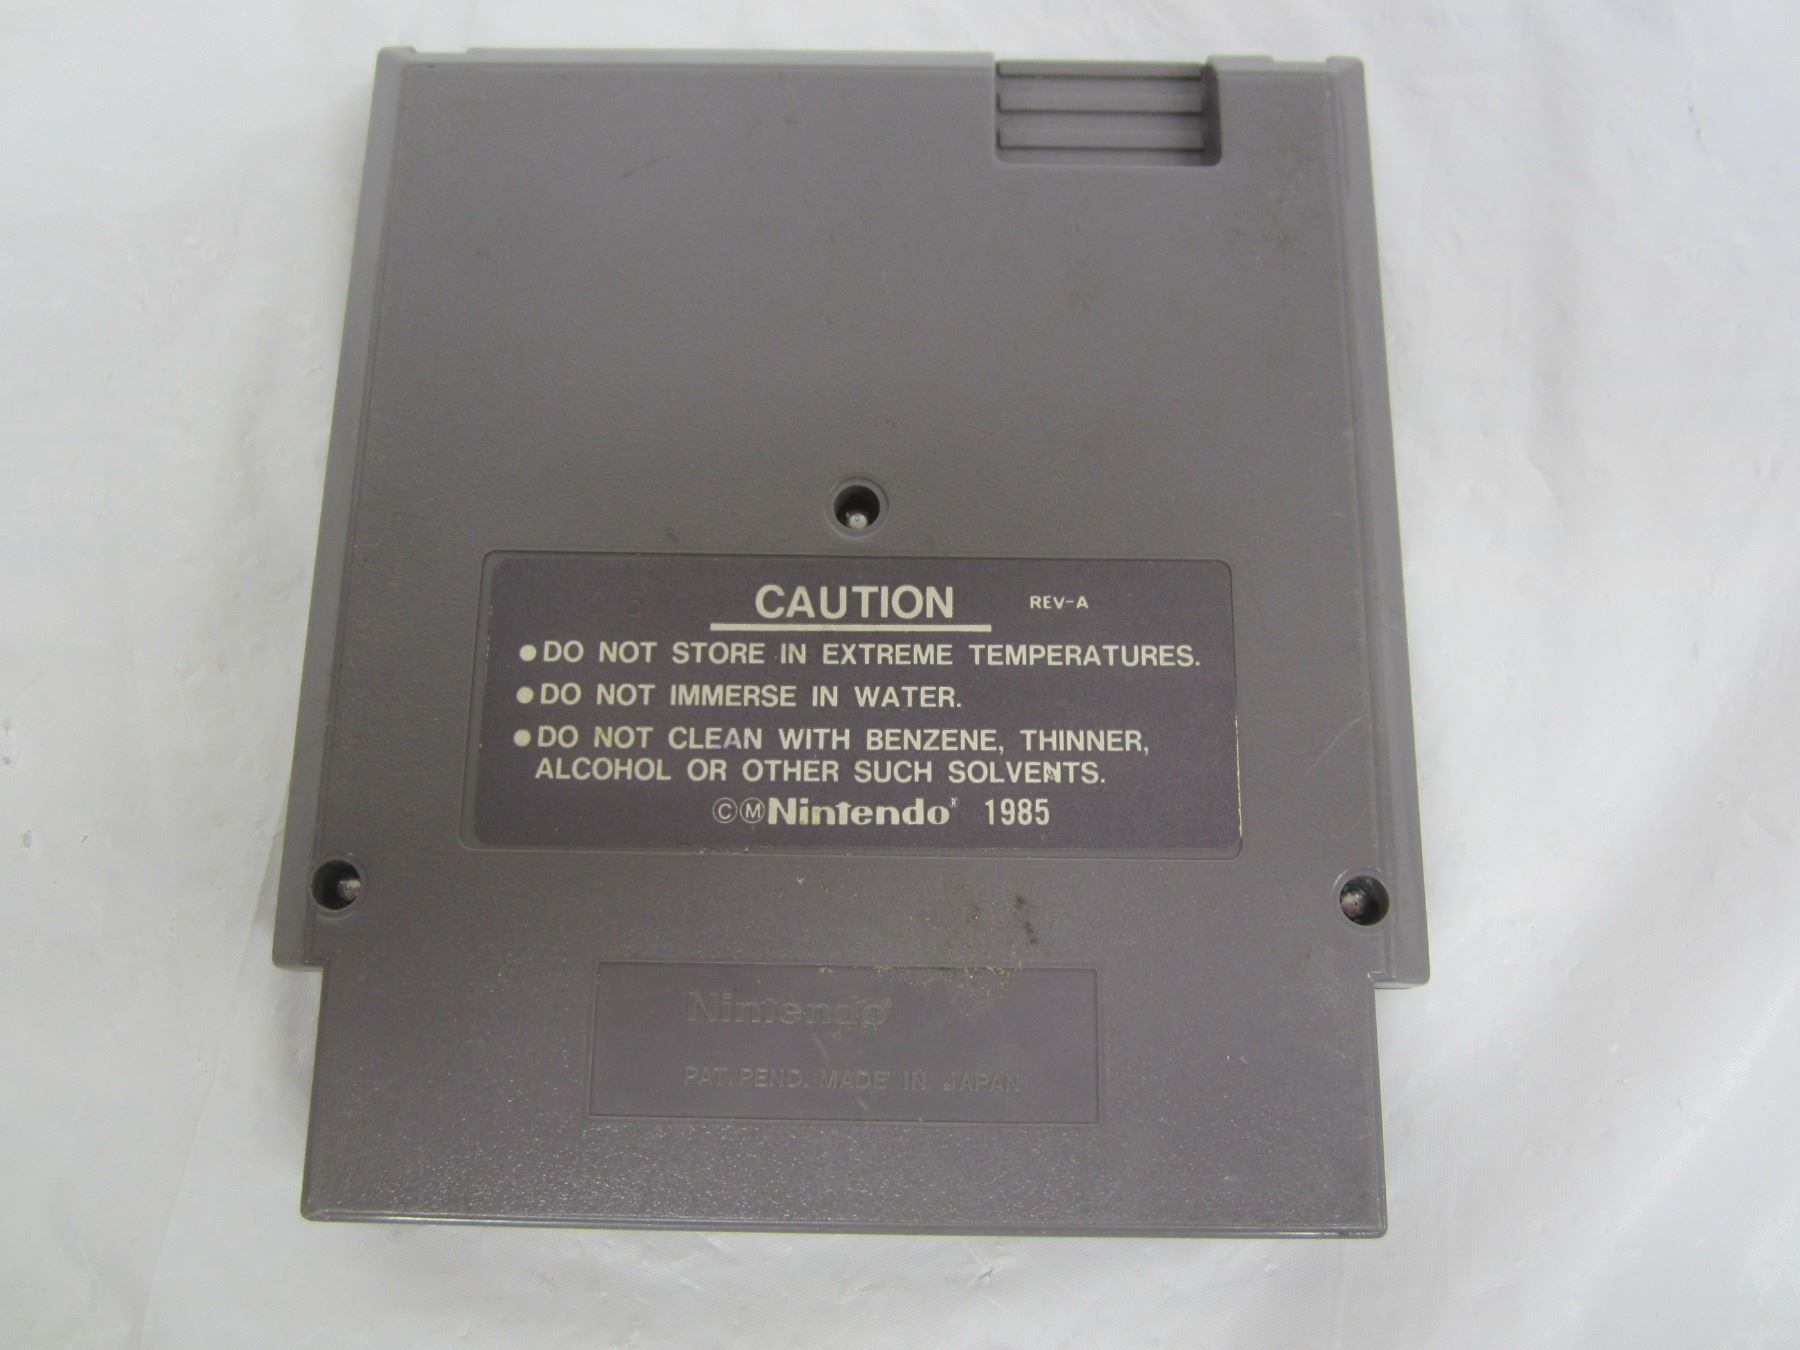 CAUTION REV-A
●DO NOT STORE IN EXTREME TEMPERATURES.
●DO NOT IMMERSE IN WATER.
●DO NOT CLEAN WITH BENZENE, THINNER,
ALCOHOL OR OTHER SUCH SOLVENTS.
ⒸⓂNintendo® 1985
Nintendo®
PAT. PEND. MADE IN JAPAN